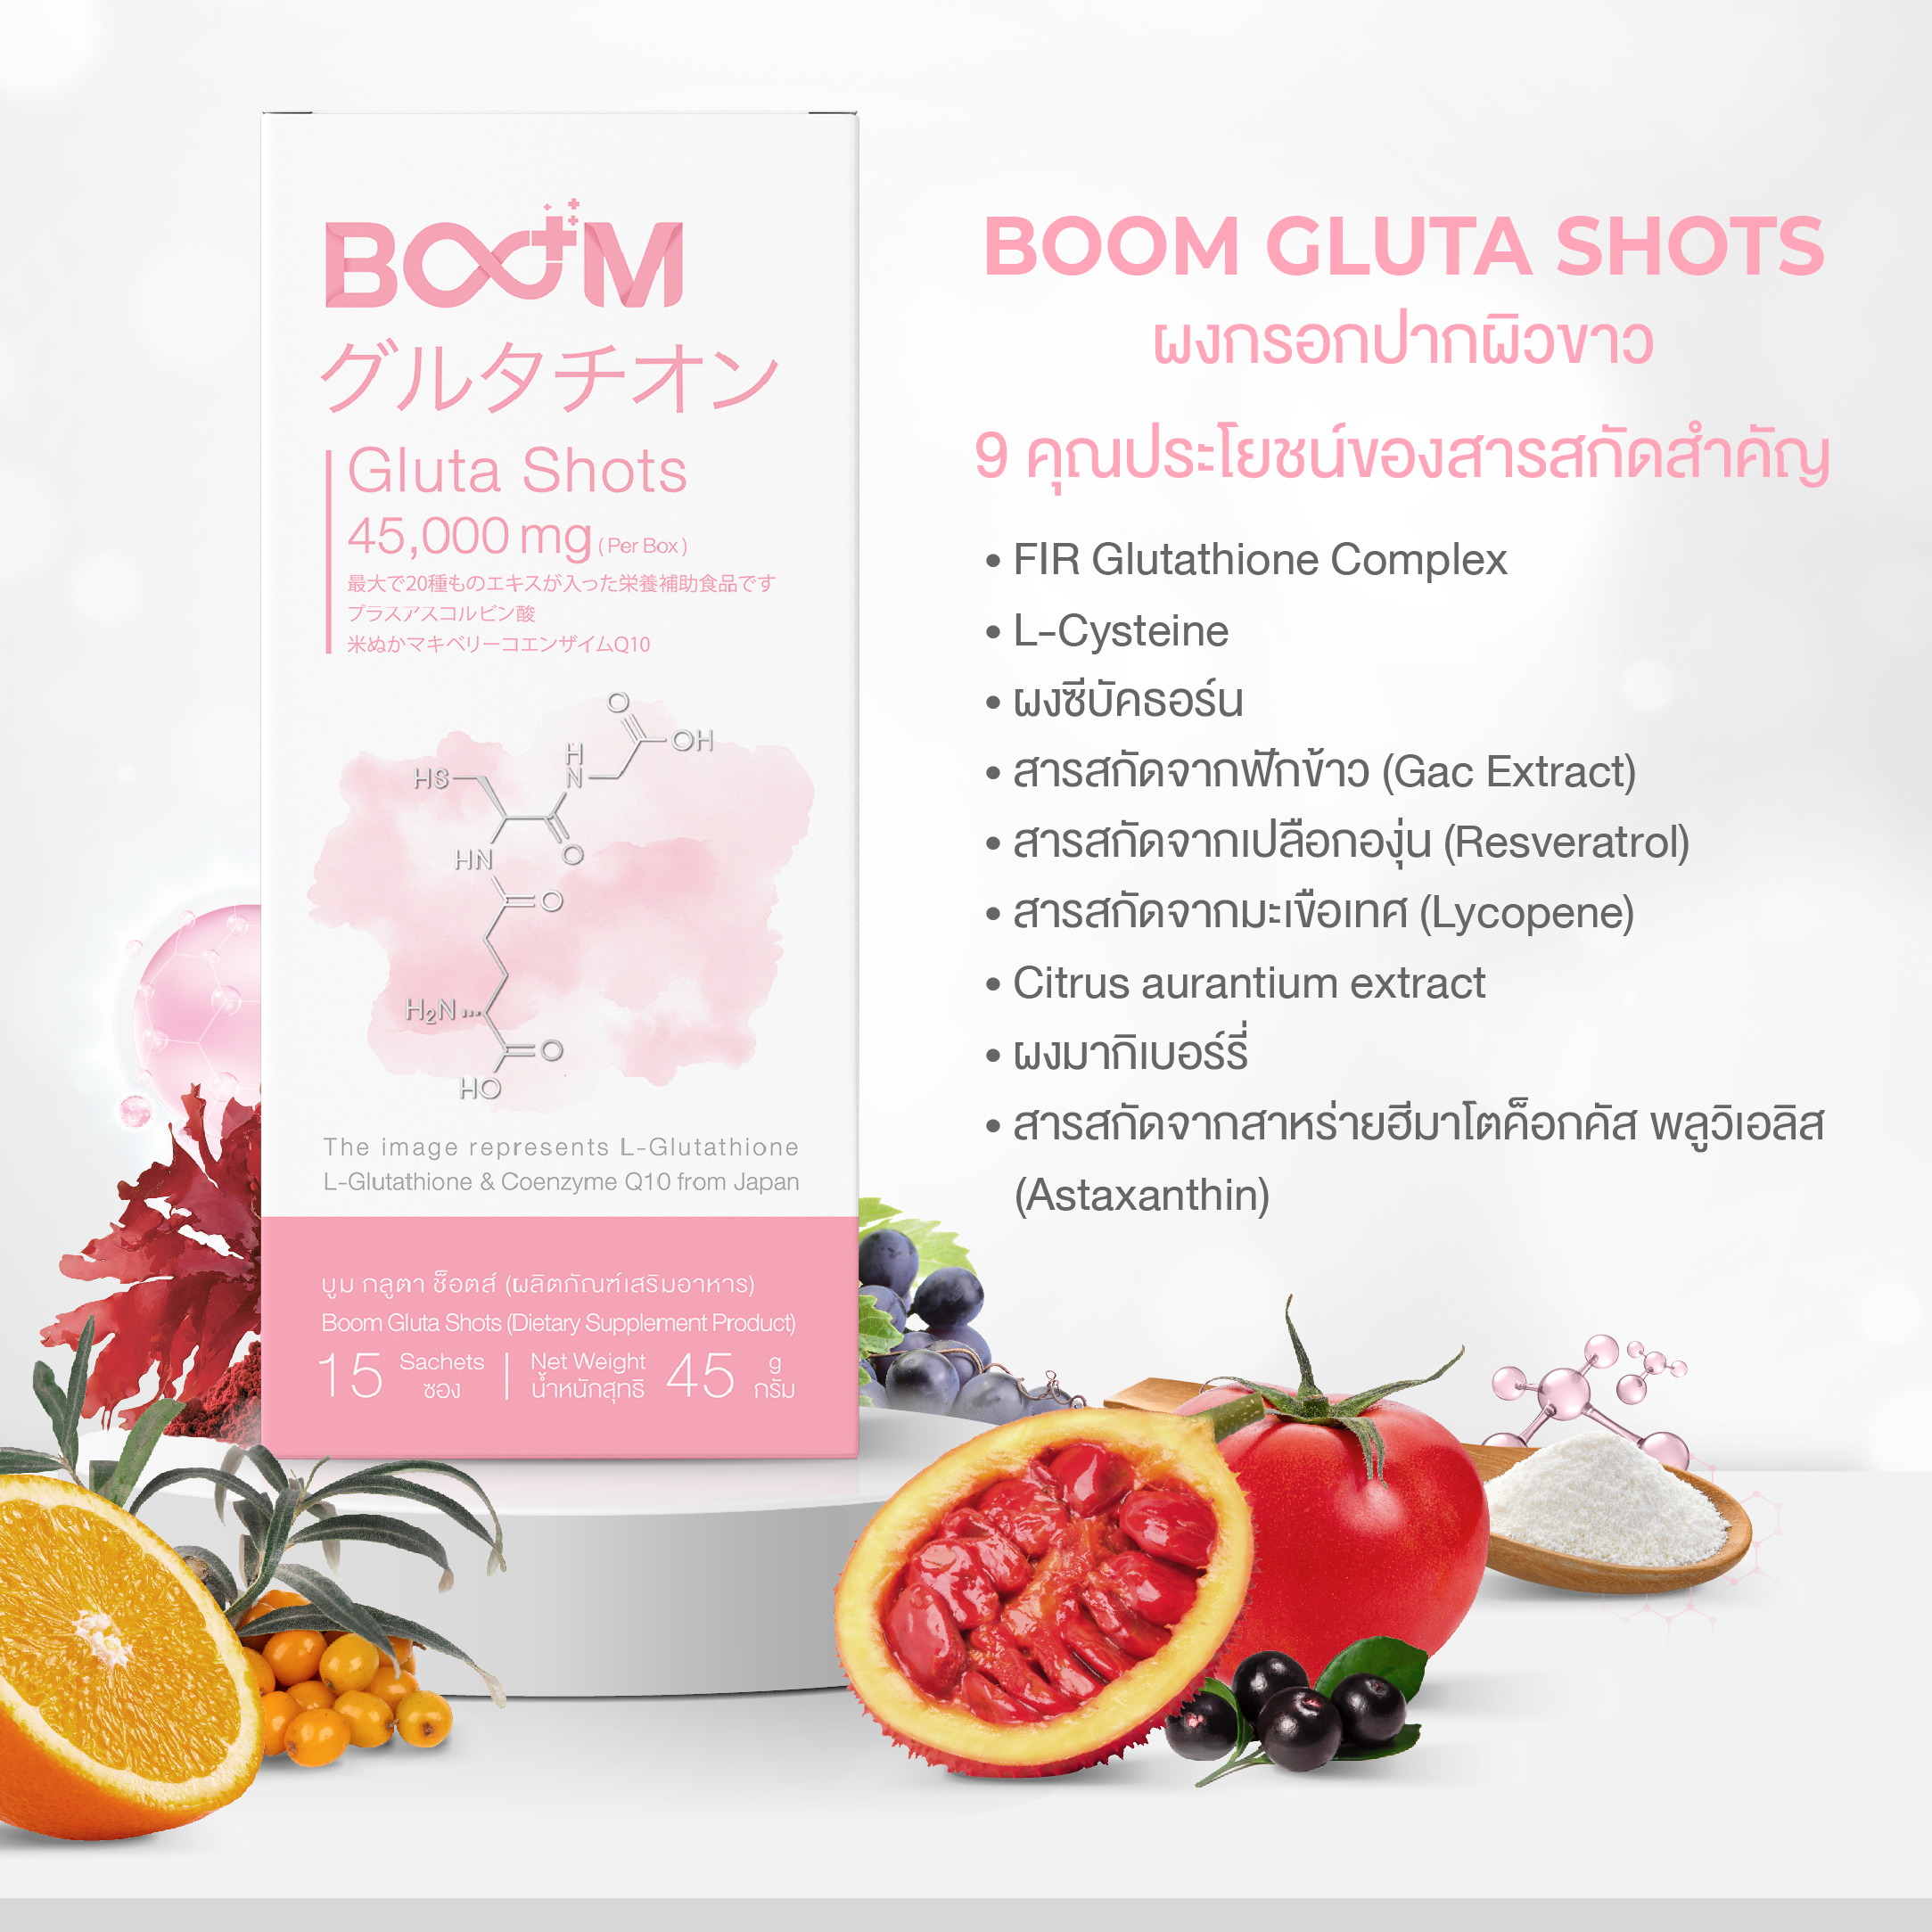 BOOM
グルタチオン
Gluta Shots
45,000 mg (Per Box)
最大で20種ものエキスが入った栄養補助食品です
プラスアスコルビン酸
米ぬかマキベリーコエンザイムQ10
O
OH
H
N
HS
O
HN
O
H₂N
O
HO
The image represents L-Glutathione
L-Glutathione & Coenzyme Q10 from Japan
บูม กลูตา ช็อตส์ (ผลิตภัณฑ์เสริมอาหาร)
Boom Gluta Shots (Dietary Supplement Product)
15 Sachets ซอง | Net Weight น้ำหนักสุทธิ 45 g กรัม
BOOM GLUTA SHOTS
ผงกรอกปากผิวขาว
9 คุณประโยชน์ของสารสกัดสำคัญ
• FIR Glutathione Complex
• L-Cysteine
• ผงซีบัคธอร์น
• สารสกัดจากฟักข้าว (Gac Extract)
• สารสกัดจากเปลือกองุ่น (Resveratrol)
• สารสกัดจากมะเขือเทศ (Lycopene)
• Citrus aurantium extract
• ผงมากิเบอร์รี่
• สารสกัดจากสาหร่ายฮีมาโตค็อกคัส พลูวิเอลิส
(Astaxanthin)